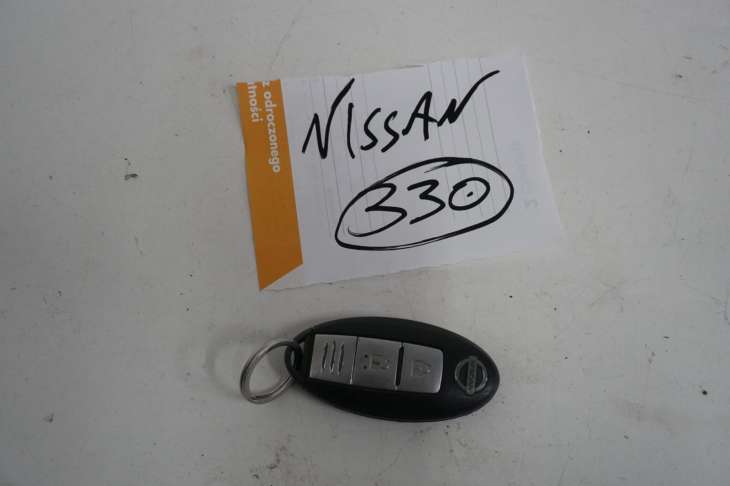 z odroczonego
tności
NISSAN
330